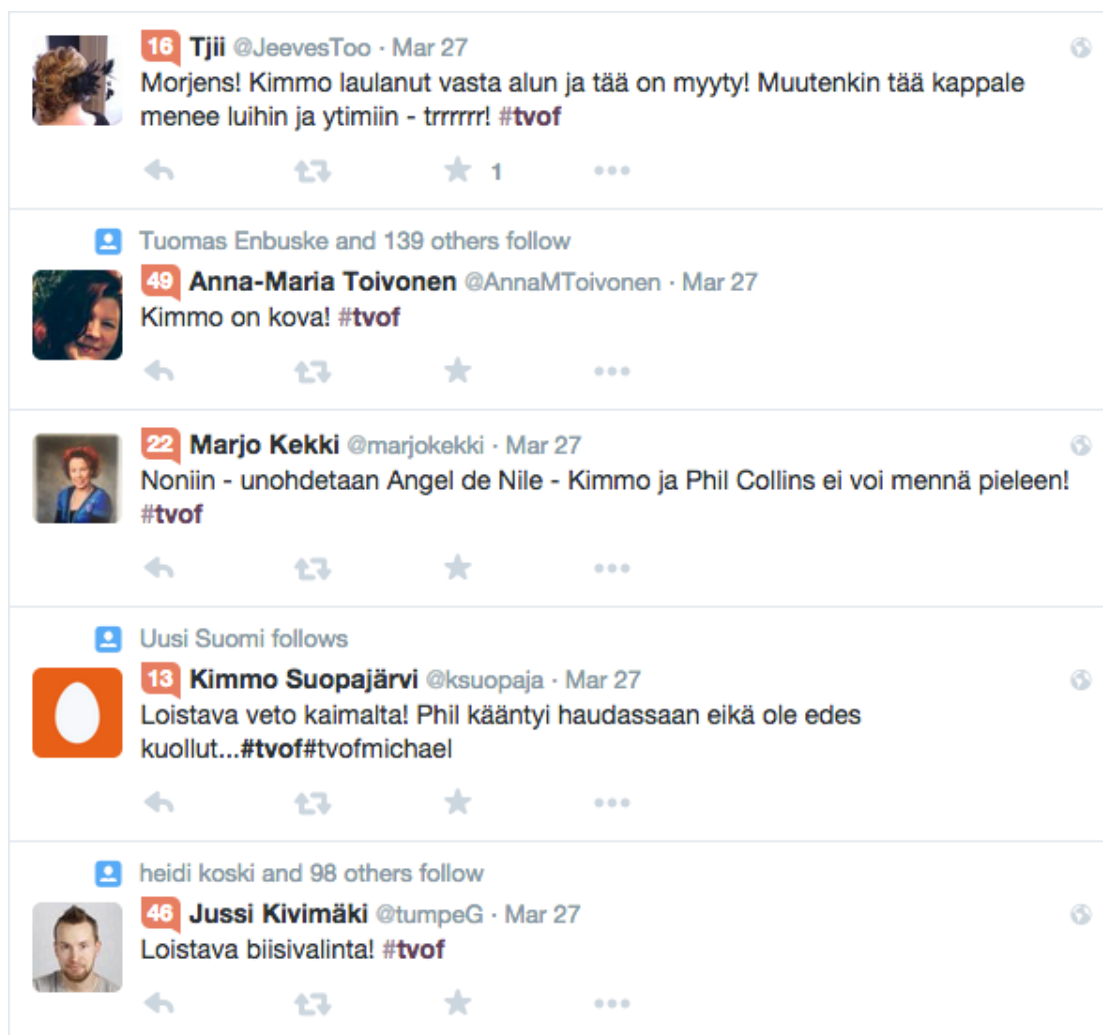 16 Tjii @JeevesToo · Mar 27
Morjens! Kimmo laulanut vasta alun ja tää on myyty! Muutenkin tää kappale
menee luihin ja ytimiin - trrrrrr! #tvof
1
Tuomas Enbuske and 139 others follow
49 Anna-Maria Toivonen @AnnaMToivonen · Mar 27
Kimmo on kova! #tvof
22 Marjo Kekki @marjokekki · Mar 27
Noniin - unohdetaan Angel de Nile - Kimmo ja Phil Collins ei voi mennä pieleen!
#tvof
Uusi Suomi follows
13 Kimmo Suopajärvi @ksuopaja · Mar 27
Loistava veto kaimalta! Phil kääntyi haudassaan eikä ole edes
kuollut...#tvof#tvofmichael
heidi koski and 98 others follow
46 Jussi Kivimäki @tumpeG · Mar 27
Loistava biisivalinta! #tvof